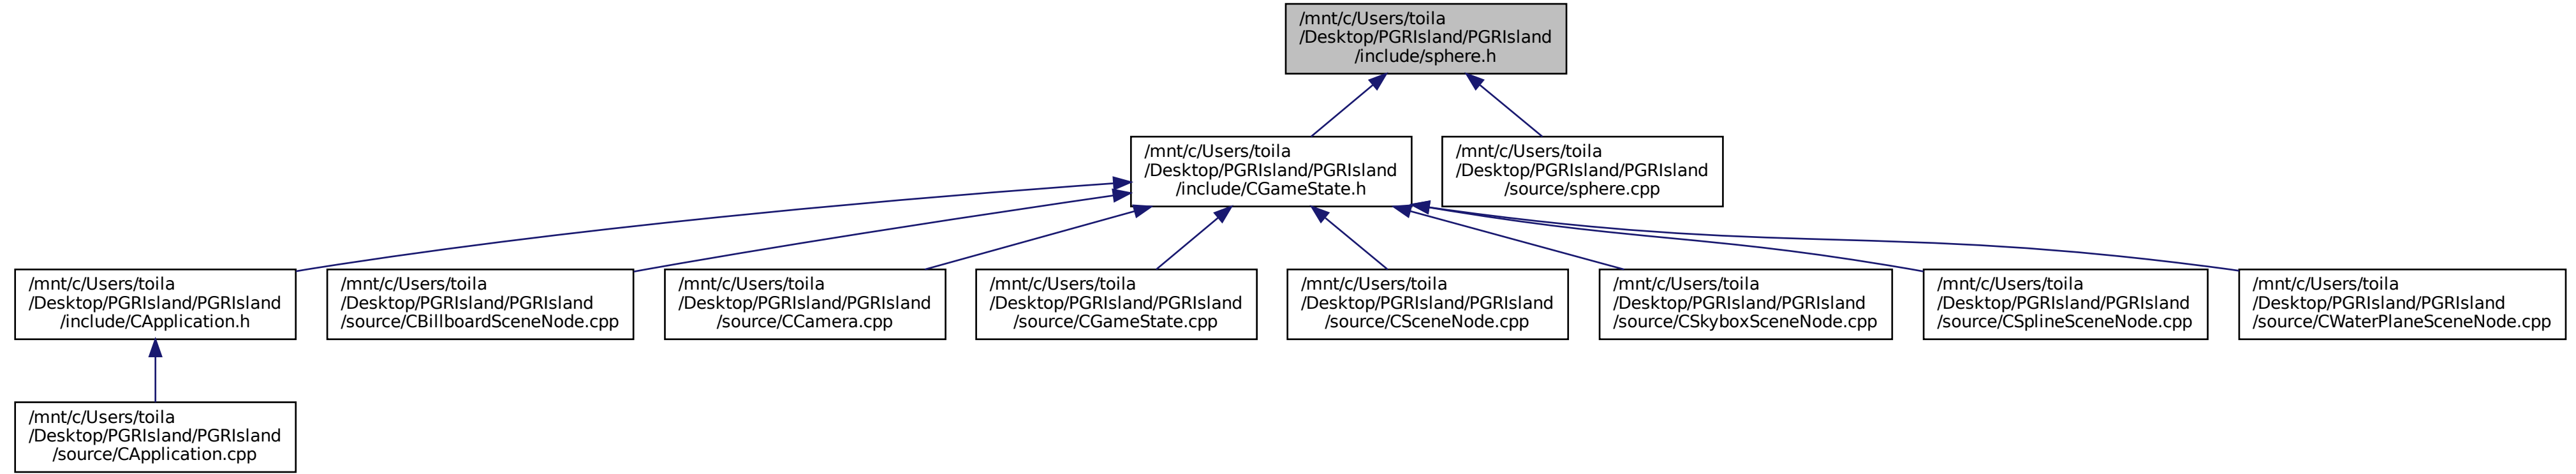 /mnt/c/Users/toila
/Desktop/PGRIsland/PGRIsland
/include/sphere.h
/mnt/c/Users/toila
/Desktop/PGRIsland/PGRIsland
/include/CGameState.h
/mnt/c/Users/toila
/Desktop/PGRIsland/PGRIsland
/source/sphere.cpp
/mnt/c/Users/toila
/Desktop/PGRIsland/PGRIsland
/include/CApplication.h
/mnt/c/Users/toila
/Desktop/PGRIsland/PGRIsland
/source/CBillboardSceneNode.cpp
/mnt/c/Users/toila
/Desktop/PGRIsland/PGRIsland
/source/CCamera.cpp
/mnt/c/Users/toila
/Desktop/PGRIsland/PGRIsland
/source/CGameState.cpp
/mnt/c/Users/toila
/Desktop/PGRIsland/PGRIsland
/source/CSceneNode.cpp
/mnt/c/Users/toila
/Desktop/PGRIsland/PGRIsland
/source/CSkyboxSceneNode.cpp
/mnt/c/Users/toila
/Desktop/PGRIsland/PGRIsland
/source/CSplineSceneNode.cpp
/mnt/c/Users/toila
/Desktop/PGRIsland/PGRIsland
/source/CWaterPlaneSceneNode.cpp
/mnt/c/Users/toila
/Desktop/PGRIsland/PGRIsland
/source/CApplication.cpp